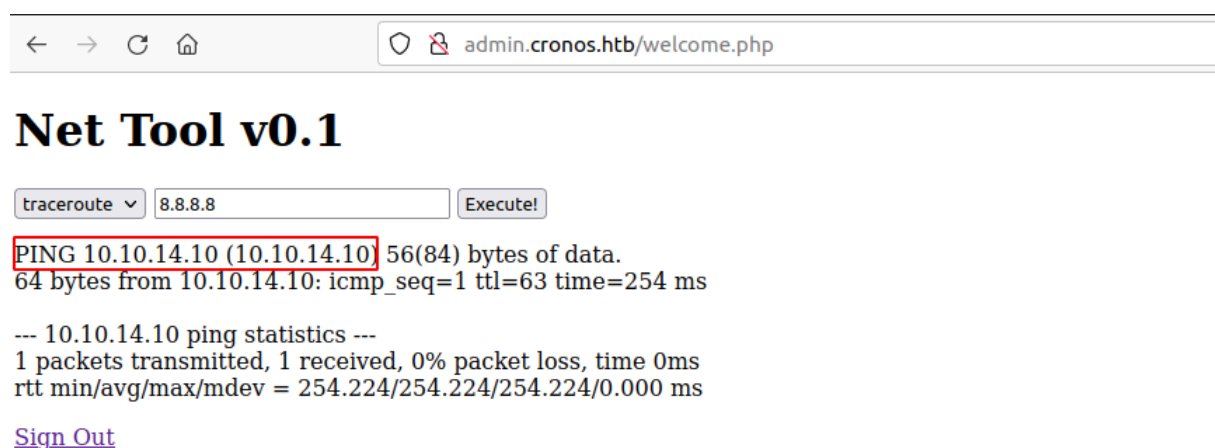 admin.cronos.htb/welcome.php
Net Tool v0.1
traceroute 8.8.8.8 Execute!
PING 10.10.14.10 (10.10.14.10) 56(84) bytes of data.
64 bytes from 10.10.14.10: icmp_seq=1 ttl=63 time=254 ms
--- 10.10.14.10 ping statistics ---
1 packets transmitted, 1 received, 0% packet loss, time 0ms
rtt min/avg/max/mdev = 254.224/254.224/254.224/0.000 ms
Sign Out